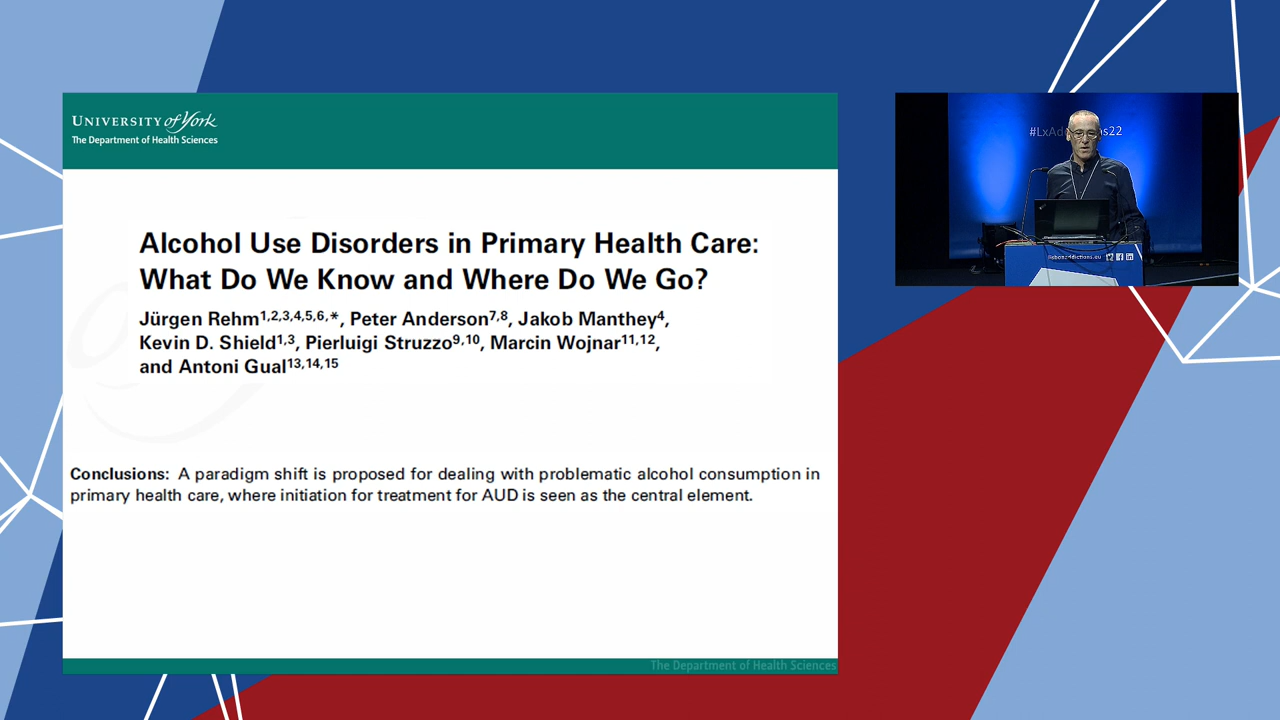 UNIVERSITY of York
The Department of Health Sciences
Alcohol Use Disorders in Primary Health Care:
What Do We Know and Where Do We Go?
Jürgen Rehm1,2,3,4,5,6,*, Peter Anderson7,8, Jakob Manthey4,
Kevin D. Shield1,3, Pierluigi Struzzo9,10, Marcin Wojnar11,12,
and Antoni Gual13,14,15
Conclusions: A paradigm shift is proposed for dealing with problematic alcohol consumption in
primary health care, where initiation for treatment for AUD is seen as the central element.
The Department of Health Sciences